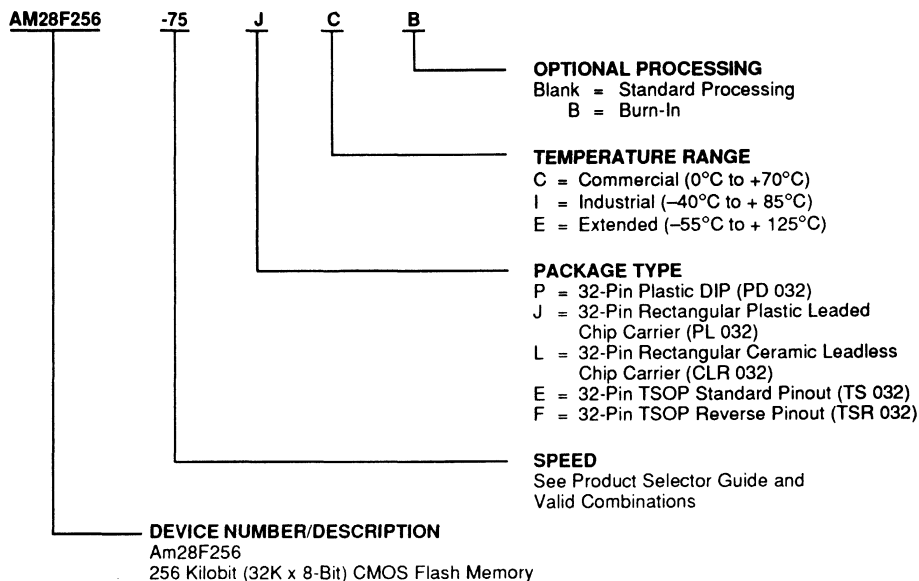 AM28F256 -75 J C B
OPTIONAL PROCESSING
Blank = Standard Processing
B = Burn-In
TEMPERATURE RANGE
C = Commercial (0°C to +70°C)
I = Industrial (–40°C to + 85°C)
E = Extended (–55°C to + 125°C)
PACKAGE TYPE
P = 32-Pin Plastic DIP (PD 032)
J = 32-Pin Rectangular Plastic Leaded
Chip Carrier (PL 032)
L = 32-Pin Rectangular Ceramic Leadless
Chip Carrier (CLR 032)
E = 32-Pin TSOP Standard Pinout (TS 032)
F = 32-Pin TSOP Reverse Pinout (TSR 032)
SPEED
See Product Selector Guide and
Valid Combinations
DEVICE NUMBER/DESCRIPTION
Am28F256
256 Kilobit (32K x 8-Bit) CMOS Flash Memory